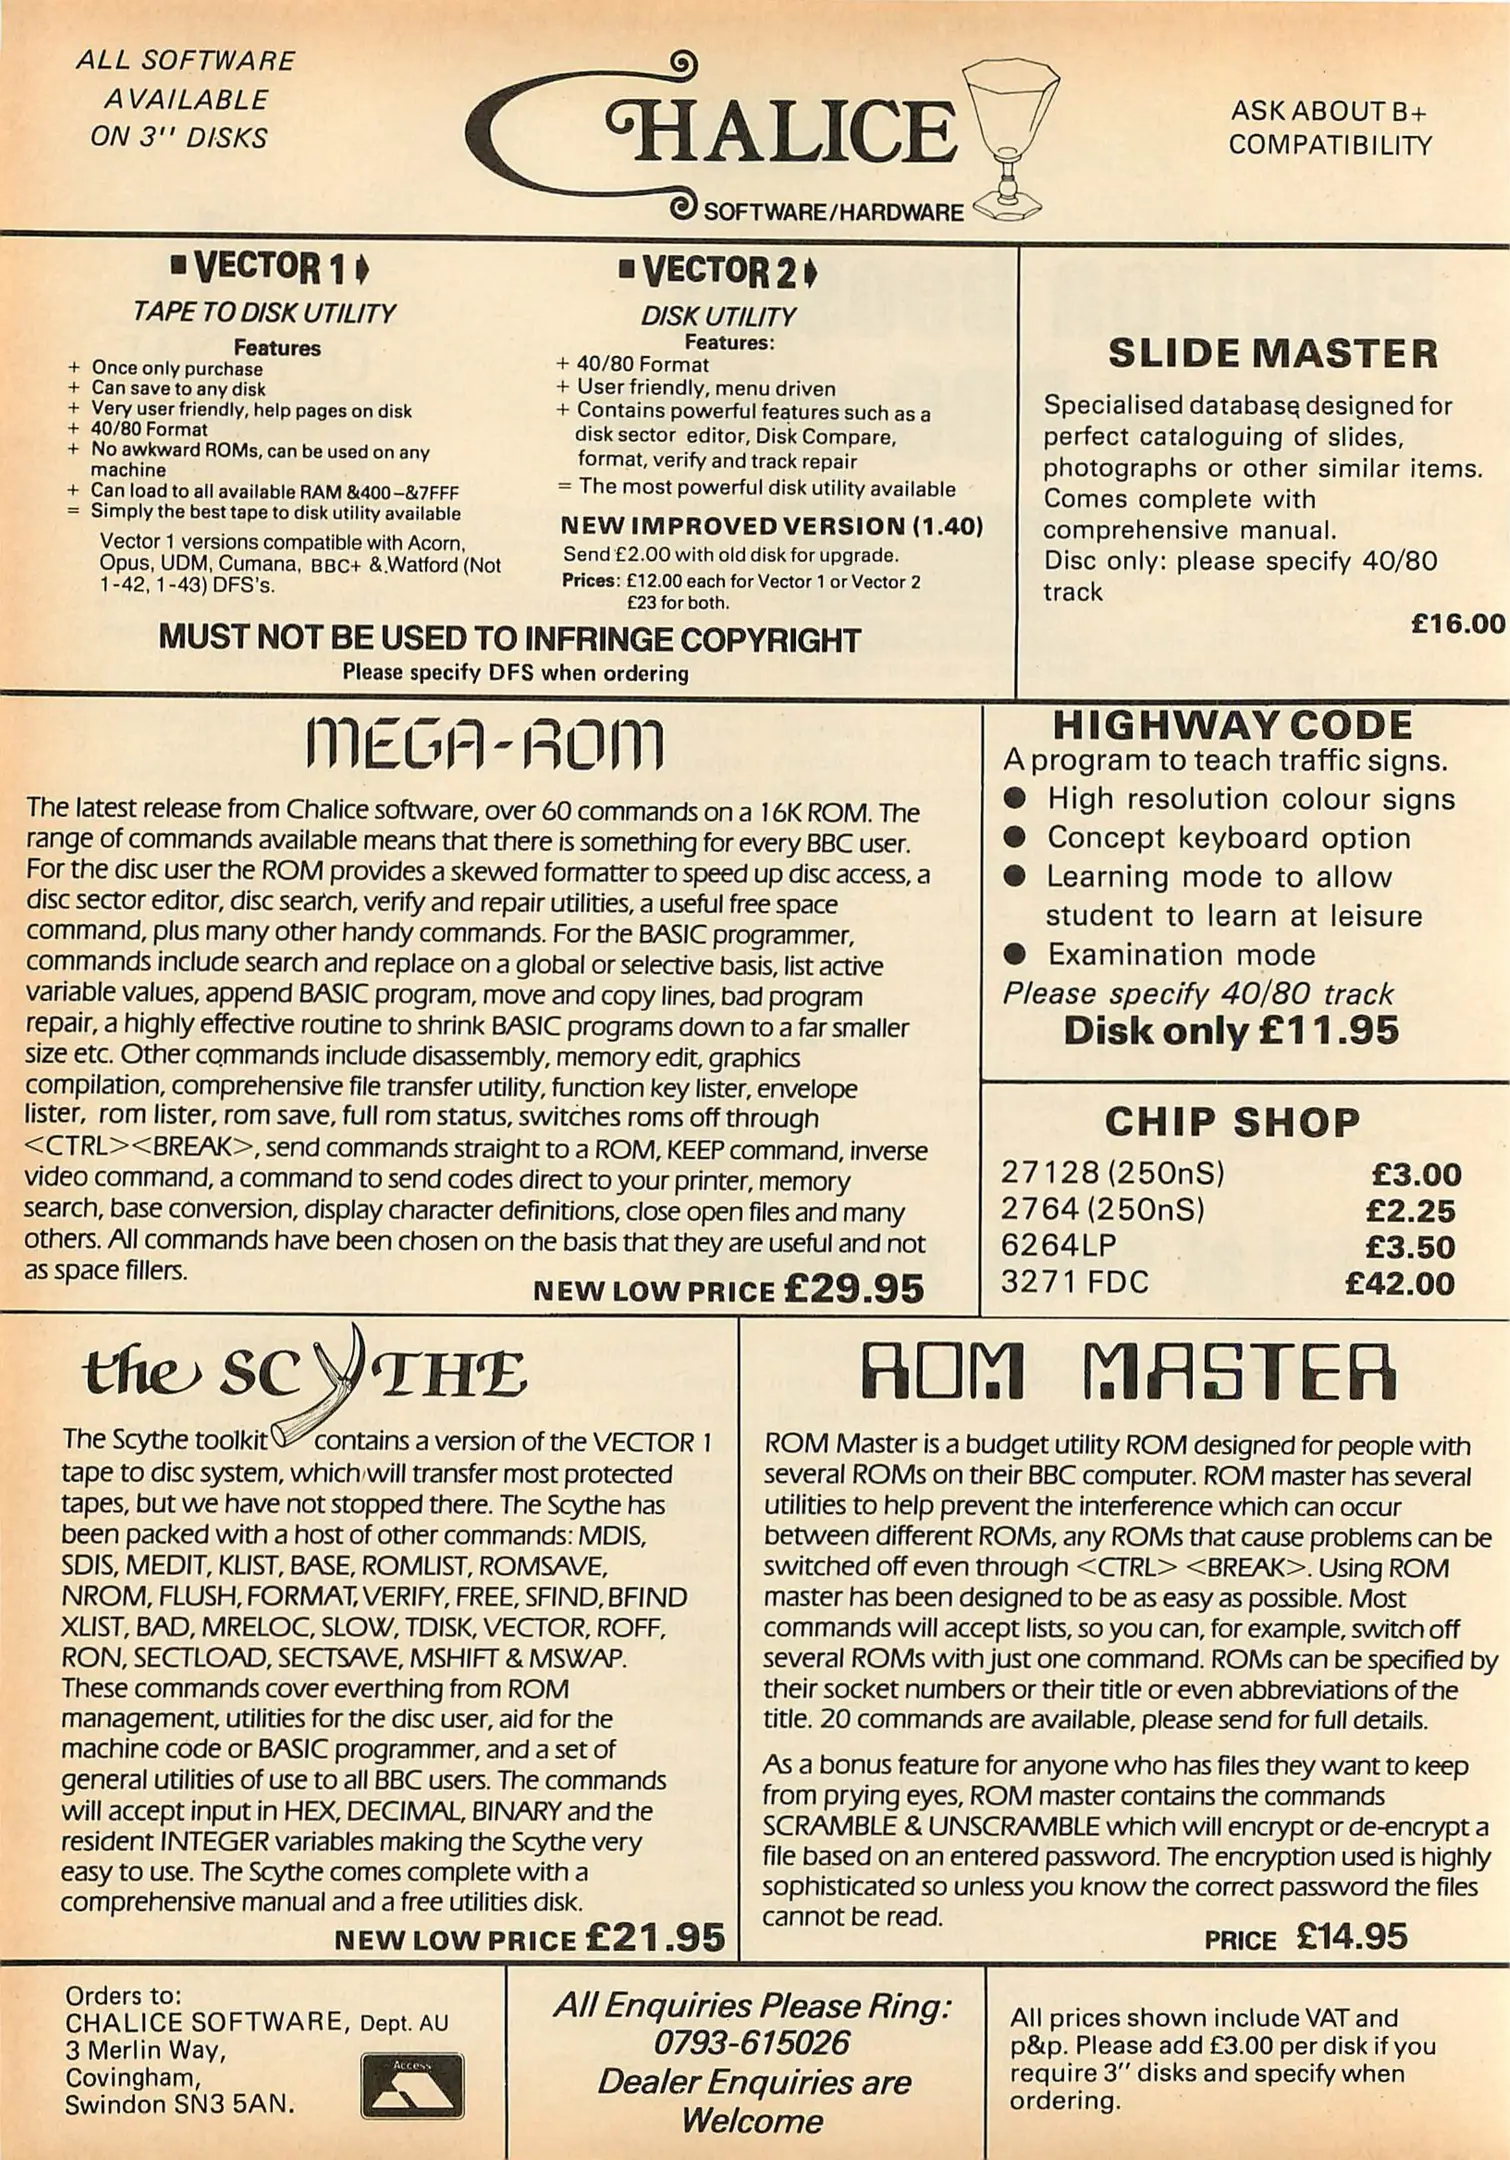 ALL SOFTWARE
AVAILABLE
ON 3" DISKS
CHALICE
SOFTWARE/HARDWARE
ASK ABOUT B+
COMPATIBILITY
VECTOR 1
TAPE TO DISK UTILITY
Features
+ Once only purchase
+ Can save to any disk
+ Very user friendly, help pages on disk
+ 40/80 Format
+ No awkward ROMs, can be used on any
machine
+ Can load to all available RAM &400–&7FFF
= Simply the best tape to disk utility available
Vector 1 versions compatible with Acorn,
Opus, UDM, Cumana, BBC+ & Watford (Not
1-42, 1-43) DFS's.
VECTOR 2
DISK UTILITY
Features:
+ 40/80 Format
+ User friendly, menu driven
+ Contains powerful features such as a
disk sector editor, Disk Compare,
format, verify and track repair
= The most powerful disk utility available
NEW IMPROVED VERSION (1.40)
Send £2.00 with old disk for upgrade.
Prices: £12.00 each for Vector 1 or Vector 2
£23 for both.
MUST NOT BE USED TO INFRINGE COPYRIGHT
Please specify DFS when ordering
SLIDE MASTER
Specialised database designed for
perfect cataloguing of slides,
photographs or other similar items.
Comes complete with
comprehensive manual.
Disc only: please specify 40/80
track
£16.00
MEGA-ROM
The latest release from Chalice software, over 60 commands on a 16K ROM. The
range of commands available means that there is something for every BBC user.
For the disc user the ROM provides a skewed formatter to speed up disc access, a
disc sector editor, disc search, verify and repair utilities, a useful free space
command, plus many other handy commands. For the BASIC programmer,
commands include search and replace on a global or selective basis, list active
variable values, append BASIC program, move and copy lines, bad program
repair, a highly effective routine to shrink BASIC programs down to a far smaller
size etc. Other commands include disassembly, memory edit, graphics
compilation, comprehensive file transfer utility, function key lister, envelope
lister, rom lister, rom save, full rom status, switches roms off through
<CTRL><BREAK>, send commands straight to a ROM, KEEP command, inverse
video command, a command to send codes direct to your printer, memory
search, base conversion, display character definitions, close open files and many
others. All commands have been chosen on the basis that they are useful and not
as space fillers.
NEW LOW PRICE £29.95
HIGHWAY CODE
A program to teach traffic signs.
● High resolution colour signs
● Concept keyboard option
● Learning mode to allow
student to learn at leisure
● Examination mode
Please specify 40/80 track
Disk only £11.95
CHIP SHOP
27128 (250nS) £3.00
2764 (250nS) £2.25
6264LP £3.50
3271 FDC £42.00
the SCYTHE
The Scythe toolkit contains a version of the VECTOR 1
tape to disc system, which will transfer most protected
tapes, but we have not stopped there. The Scythe has
been packed with a host of other commands: MDIS,
SDIS, MEDIT, KLIST, BASE, ROMLIST, ROMSAVE,
NROM, FLUSH, FORMAT, VERIFY, FREE, SFIND, BFIND
XLIST, BAD, MRELOC, SLOW, TDISK, VECTOR, ROFF,
RON, SECTLOAD, SECTSAVE, MSHIFT & MSWAP.
These commands cover everthing from ROM
management, utilities for the disc user, aid for the
machine code or BASIC programmer, and a set of
general utilities of use to all BBC users. The commands
will accept input in HEX, DECIMAL, BINARY and the
resident INTEGER variables making the Scythe very
easy to use. The Scythe comes complete with a
comprehensive manual and a free utilities disk.
NEW LOW PRICE £21.95
ROM MASTER
ROM Master is a budget utility ROM designed for people with
several ROMs on their BBC computer. ROM master has several
utilities to help prevent the interference which can occur
between different ROMs, any ROMs that cause problems can be
switched off even through <CTRL> <BREAK>. Using ROM
master has been designed to be as easy as possible. Most
commands will accept lists, so you can, for example, switch off
several ROMs with just one command. ROMs can be specified by
their socket numbers or their title or even abbreviations of the
title. 20 commands are available, please send for full details.
As a bonus feature for anyone who has files they want to keep
from prying eyes, ROM master contains the commands
SCRAMBLE & UNSCRAMBLE which will encrypt or de-encrypt a
file based on an entered password. The encryption used is highly
sophisticated so unless you know the correct password the files
cannot be read.
PRICE £14.95
Orders to:
CHALICE SOFTWARE, Dept. AU
3 Merlin Way,
Covingham,
Swindon SN3 5AN.
Access
All Enquiries Please Ring:
0793-615026
Dealer Enquiries are
Welcome
All prices shown include VAT and
p&p. Please add £3.00 per disk if you
require 3" disks and specify when
ordering.